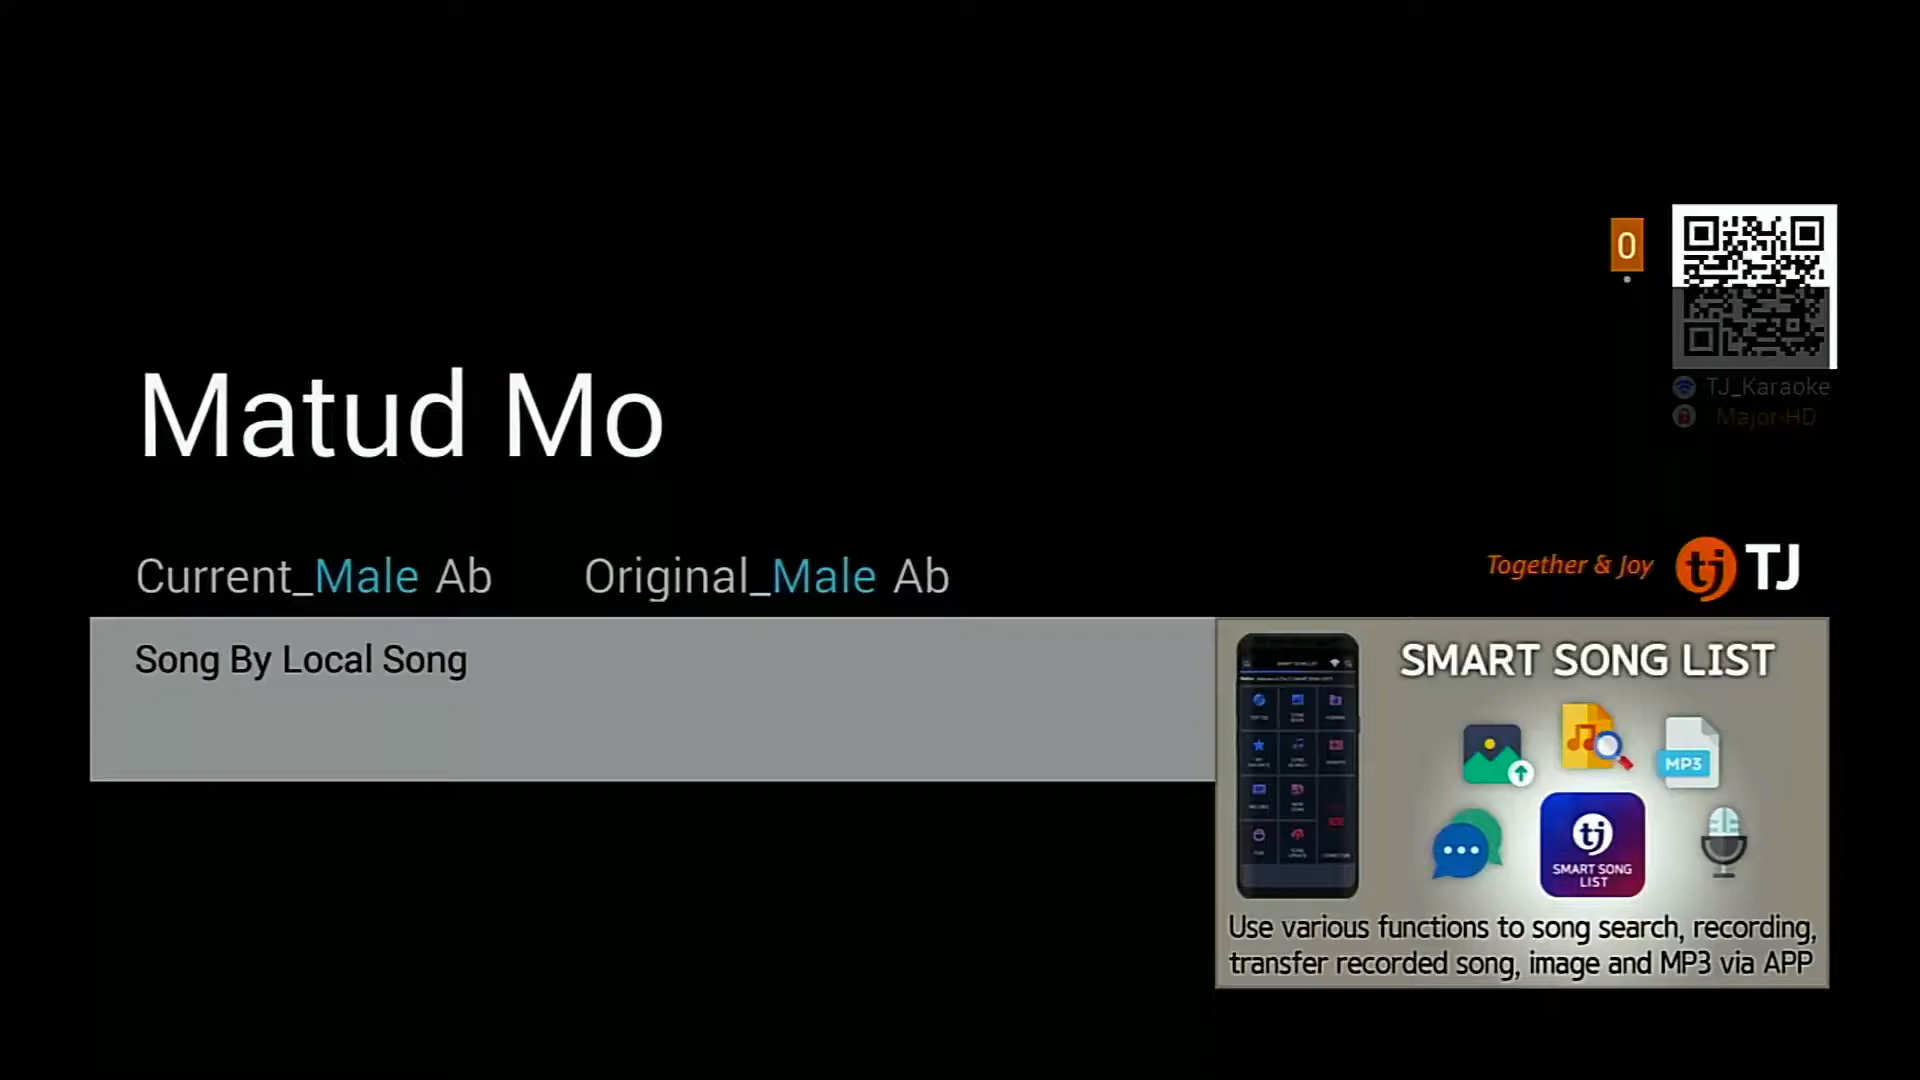 0
TJ_Karaoke
Major-HD
Matud Mo
Current_Male Ab Original_Male Ab
Together & Joy tj TJ
Song By Local Song
SMART SONG LIST
MP3
tj
SMART SONG
LIST
Use various functions to song search, recording,
transfer recorded song, image and MP3 via APP